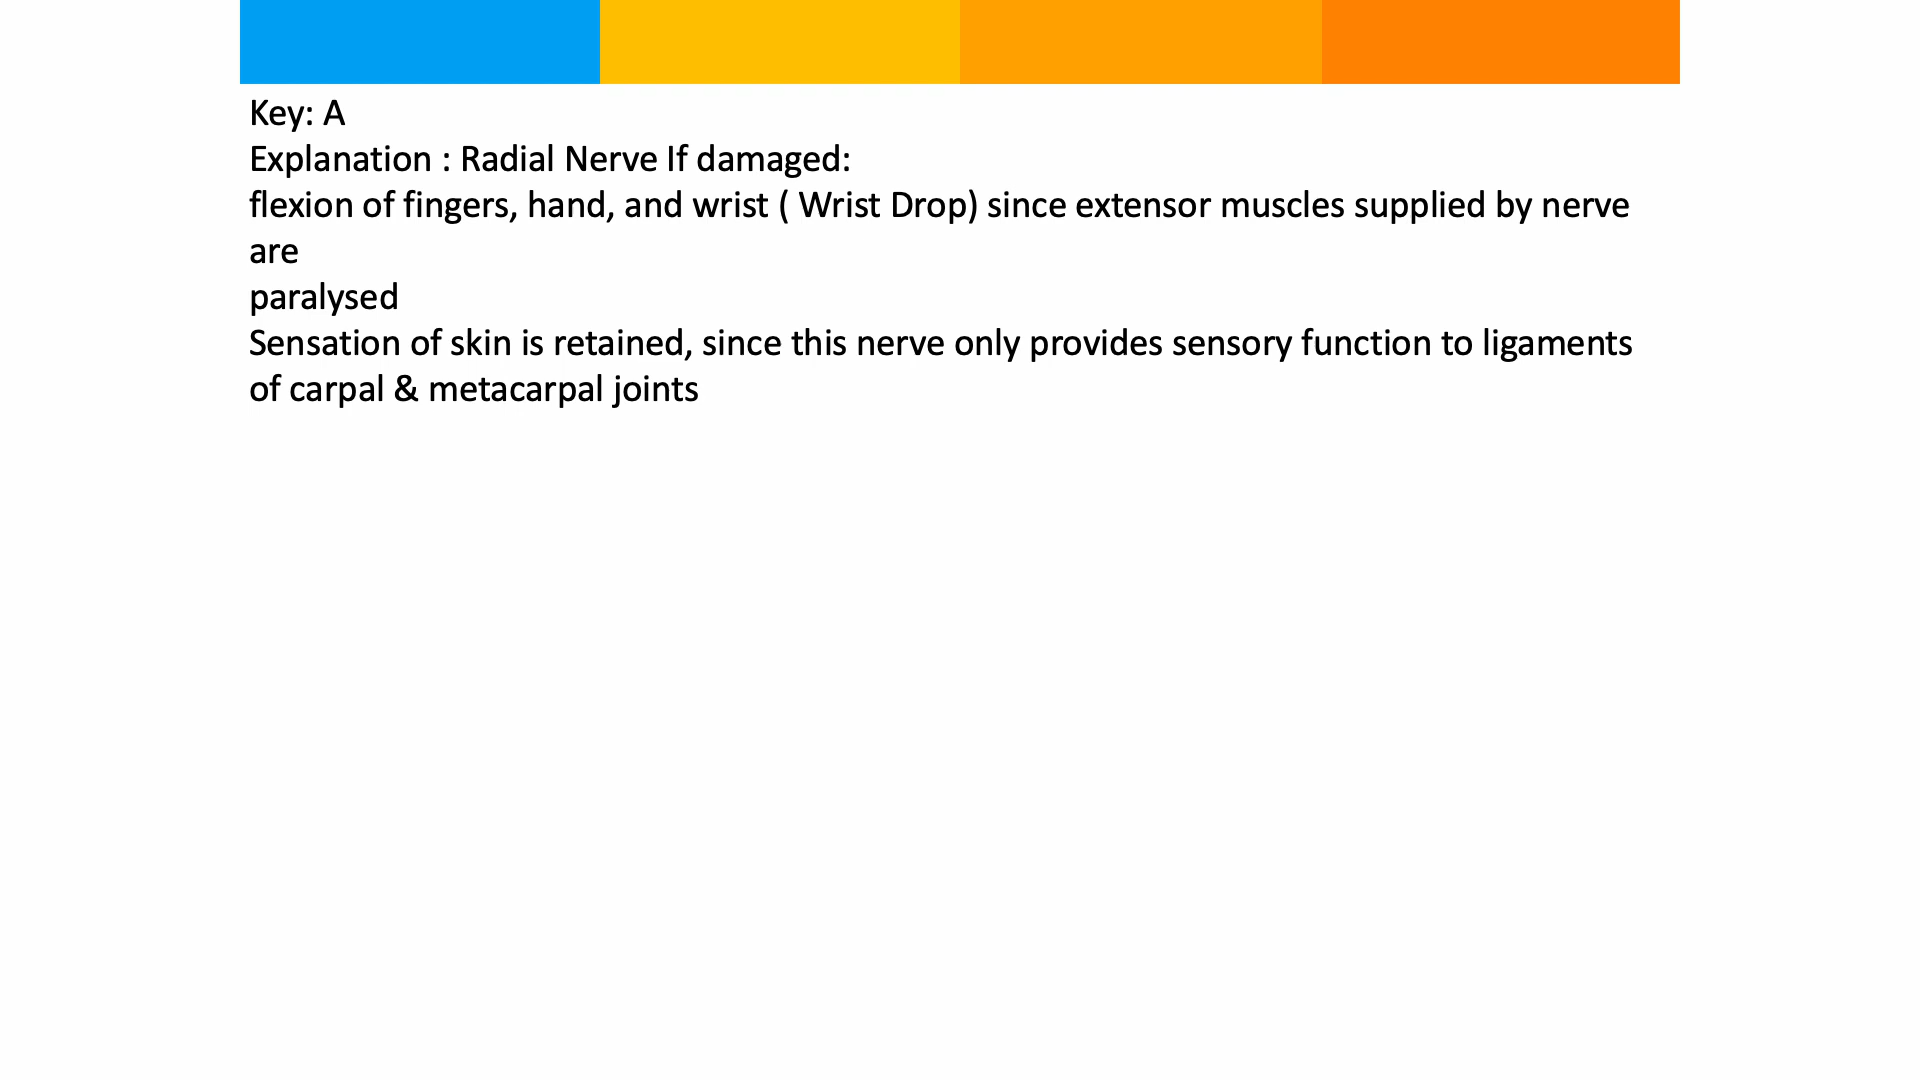 Key: A
Explanation : Radial Nerve If damaged:
flexion of fingers, hand, and wrist ( Wrist Drop) since extensor muscles supplied by nerve
are
paralysed
Sensation of skin is retained, since this nerve only provides sensory function to ligaments
of carpal & metacarpal joints